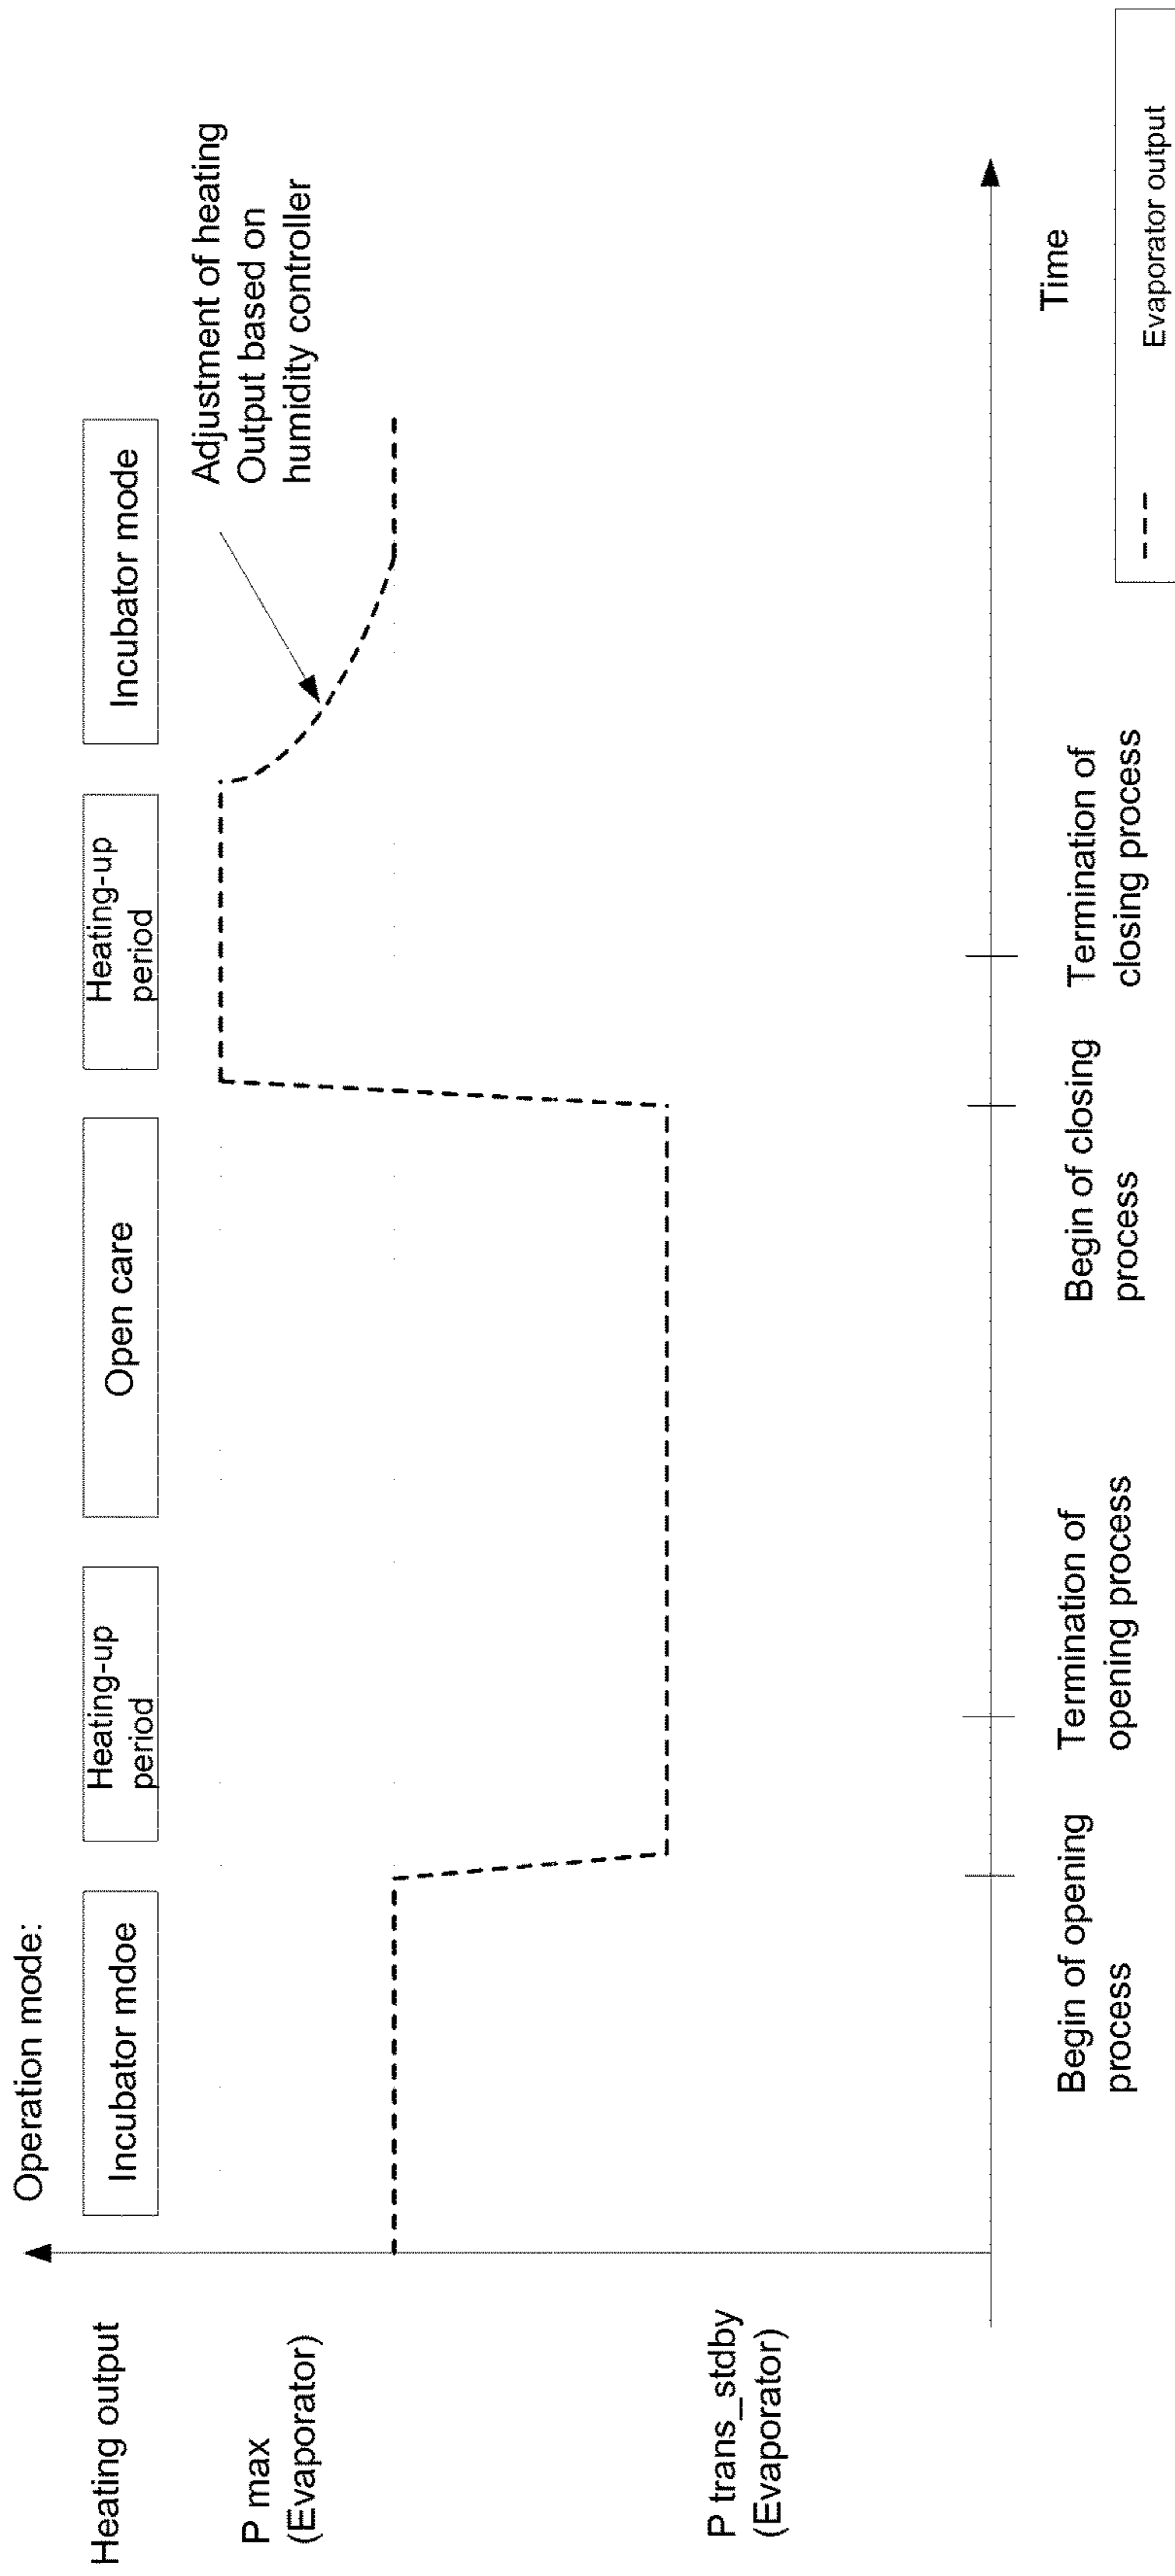 Operation mode:
Heating output
Incubator mdoe
Heating-up
period
Open care
Heating-up
period
Incubator mode
P max
(Evaporator)
Adjustment of heating
Output based on
humidity controller
P trans_stdby
(Evaporator)
Time
Begin of opening
process
Termination of
opening process
Begin of closing
process
Termination of
closing process
Evaporator output